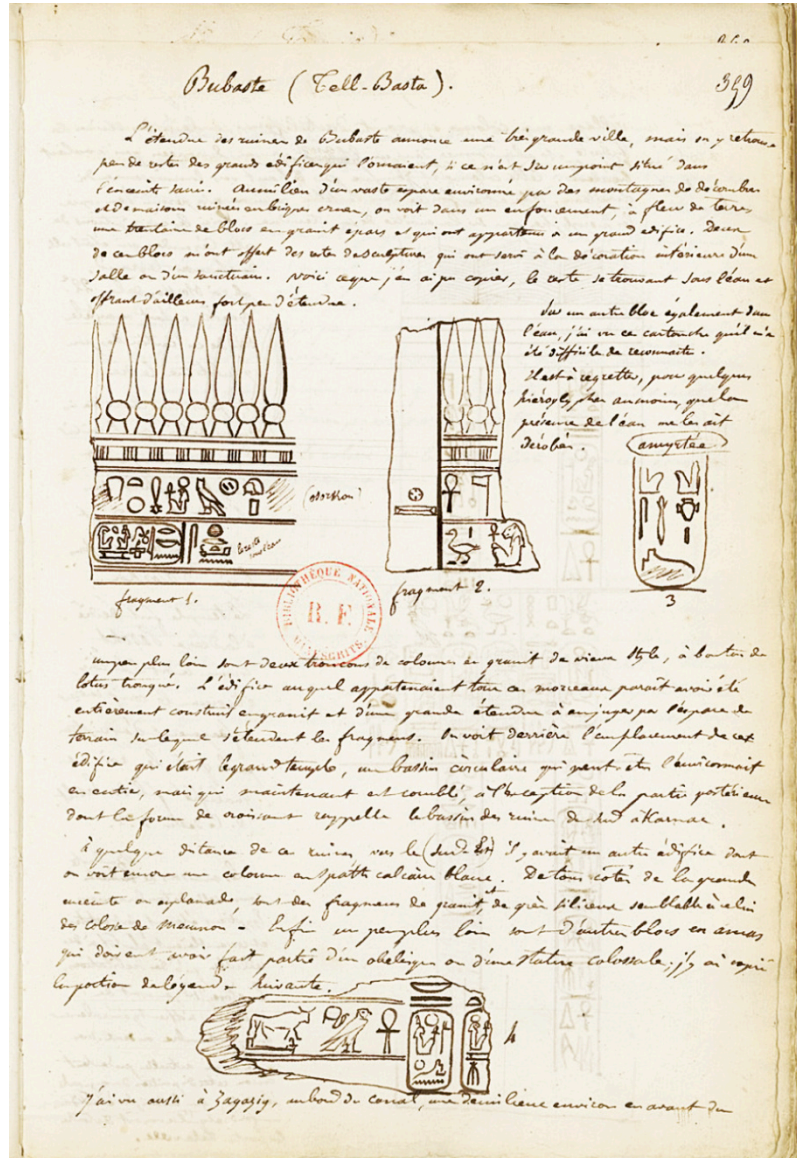 359
Bubaste (Tell-Basta).
L'étendue des ruines de Bubaste annonce une très grande ville, mais on y retrouve
peu de restes des grands édifices qui l'ornaient, si ce n'est sur un point situé dans
l'enceinte Au milieu d'un vaste espace environné par des montagnes de décombres
et de maisons ruinées en briques crues, on voit dans un enfoncement, à fleur de terre,
une trentaine de blocs en granit épars et qui ont appartenu à un grand édifice. Deux
de ces blocs m'ont offert des restes de sculptures qui ont servi à la décoration intérieure d'une
salle ou d'un sanctuaire. Voici ce que j'en ai pu copier, le reste se trouvant sous l'eau et
offrant d'ailleurs fort peu d'étendue.
Sur un autre bloc également dans
l'eau, j'ai vu ce cartouche qu'il m'a
été difficile de reconnaître.
Il est à regretter, pour quelques
hiéroglyphes au moins, que la
présence de l'eau me les ait
dérobés.
(amyrtée)
(osorkon)
fragment 1.
fragment 2.
3
BIBLIOTHÈQUE NATIONALE
R.F.
MANUSCRITS
un peu plus loin sont deux tronçons de colonnes en granit de vieux style, à boutons de
lotus tronqué. L'édifice auquel appartenaient tous ces morceaux paraît avoir été
entièrement construit en granit et d'une grande étendue à en juger par l'espace de
terrain sur lequel s'étendent les fragmens. On voit derrière l'emplacement de cet
édifice qui était le grand temple, un bassin circulaire qui peut-être l'environnait
en entier, mais qui maintenant est comblé, à l'exception de la partie postérieure
dont la forme de croissant rappelle le bassin des ruines du sud à Karnac.
à quelque distance de ces ruines, vers le (sud-Est) il y avait un autre édifice dont
on voit encore une colonne en spath calcaire blanc. De tous côtés de la grande
enceinte ou esplanade, sont des fragmens de granit, et de grès siliceux semblable à celui
des colosses de Memnon - Enfin un peu plus loin sont d'autres blocs en amas
qui doivent avoir fait partie d'un obélisque ou d'une statue colossale; j'y ai copié
la portion de légende suivante.
4
J'ai vu aussi à Zagazig, au bord du canal, une demi lieue environ en avant du